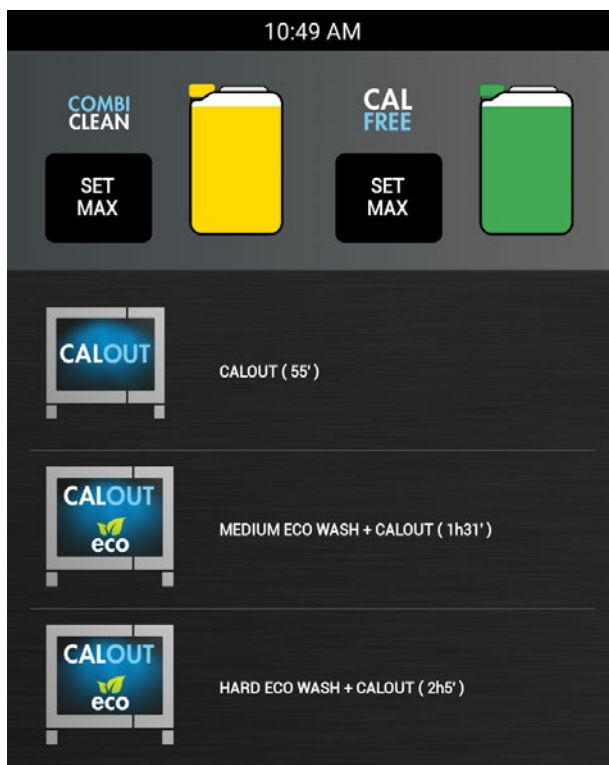 10:49 AM
COMBI
CLEAN
SET
MAX
CAL
FREE
SET
MAX
CALOUT
CALOUT ( 55' )
CALOUT
eco
MEDIUM ECO WASH + CALOUT ( 1h31' )
CALOUT
eco
HARD ECO WASH + CALOUT ( 2h5' )